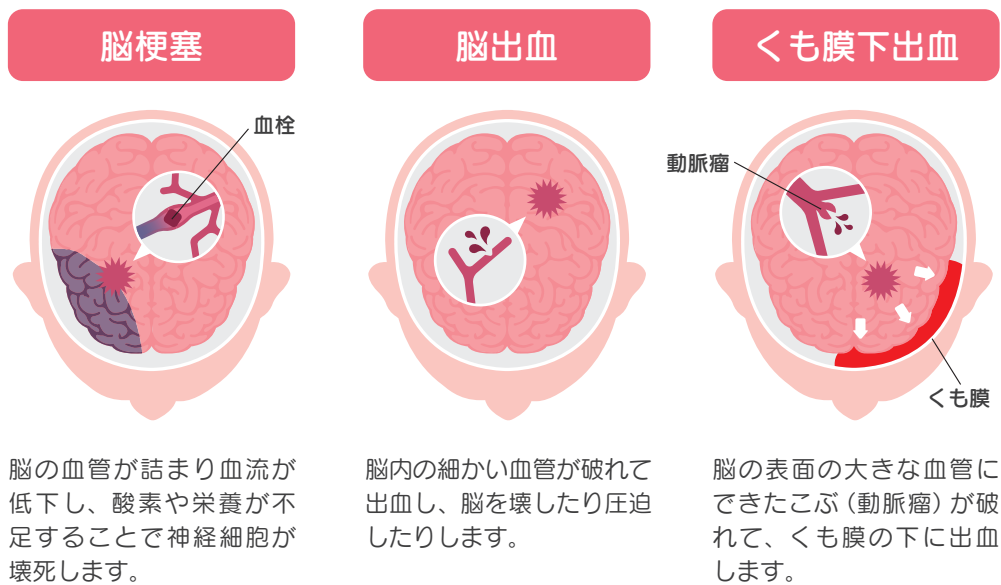 脳梗塞
血栓
脳の血管が詰まり血流が
低下し、酸素や栄養が不
足することで神経細胞が
壊死します。
脳出血
脳内の細かい血管が破れて
出血し、脳を壊したり圧迫
したりします。
くも膜下出血
動脈瘤
くも膜
脳の表面の大きな血管に
できたこぶ（動脈瘤）が破
れて、くも膜の下に出血
します。